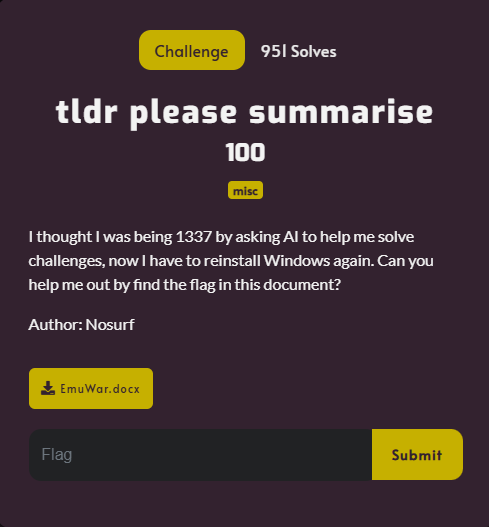 Challenge
951 Solves
tldr please summarise
100
misc
I thought I was being 1337 by asking AI to help me solve
challenges, now I have to reinstall Windows again. Can you
help me out by find the flag in this document?
Author: Nosurf
EmuWar.docx
Flag
Submit